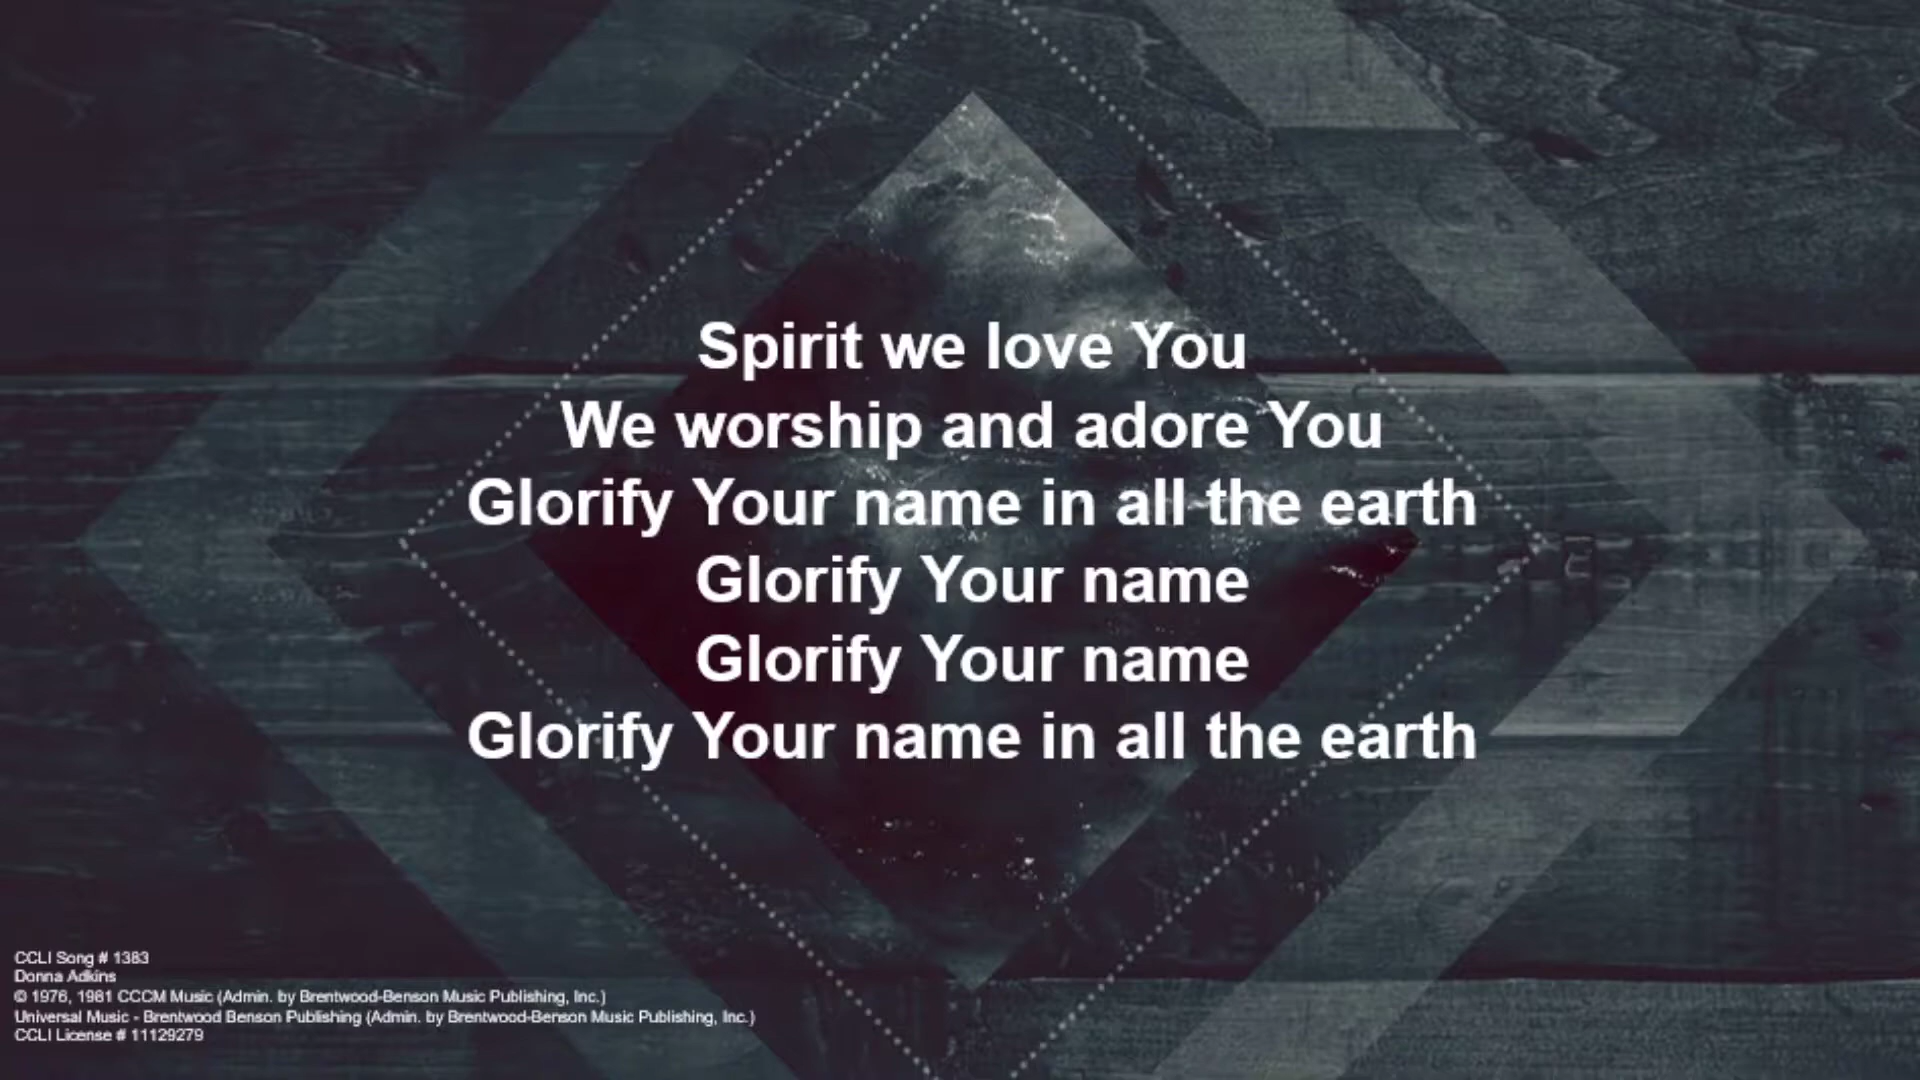 Spirit we love You
We worship and adore You
Glorify Your name in all the earth
Glorify Your name
Glorify Your name
Glorify Your name in all the earth
CCLI Song # 1383
Donna Adkins
© 1976, 1981 CCCM Music (Admin. by Brentwood-Benson Music Publishing, Inc.)
Universal Music - Brentwood Benson Publishing (Admin. by Brentwood-Benson Music Publishing, Inc.)
CCLI License # 11129279